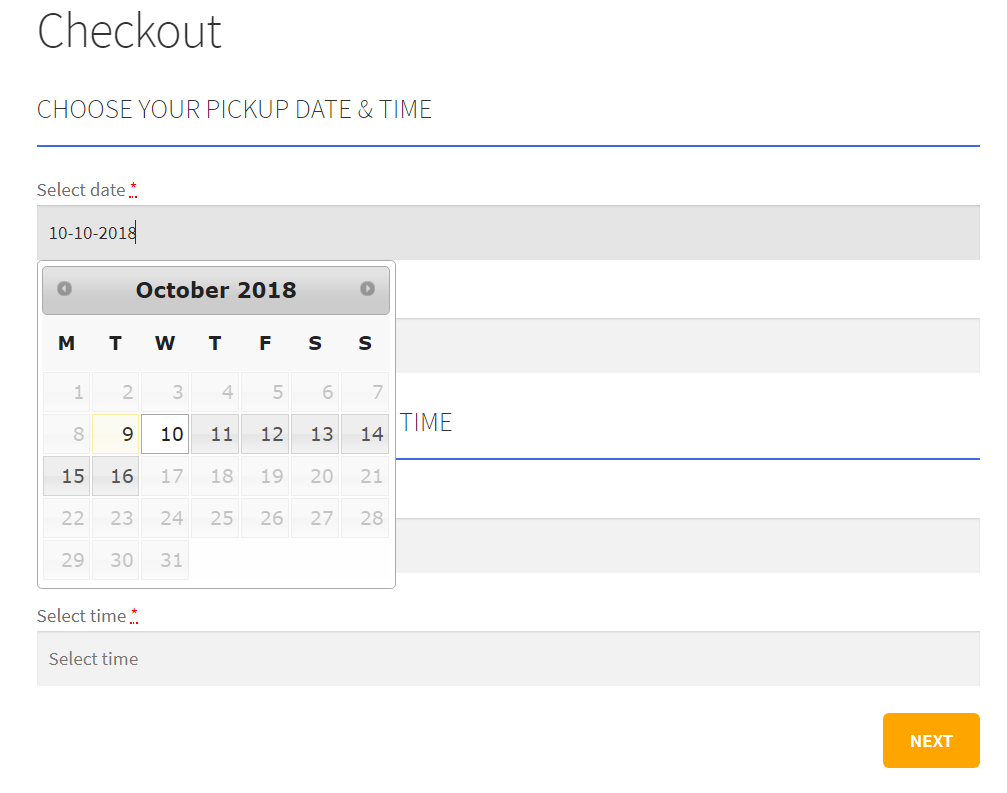 Checkout
CHOOSE YOUR PICKUP DATE & TIME
Select date *
10-10-2018
October 2018
M T W T F S S
1 2 3 4 5 6 7
8 9 10 11 12 13 14
TIME
15 16 17 18 19 20 21
22 23 24 25 26 27 28
29 30 31
Select time *
Select time
NEXT